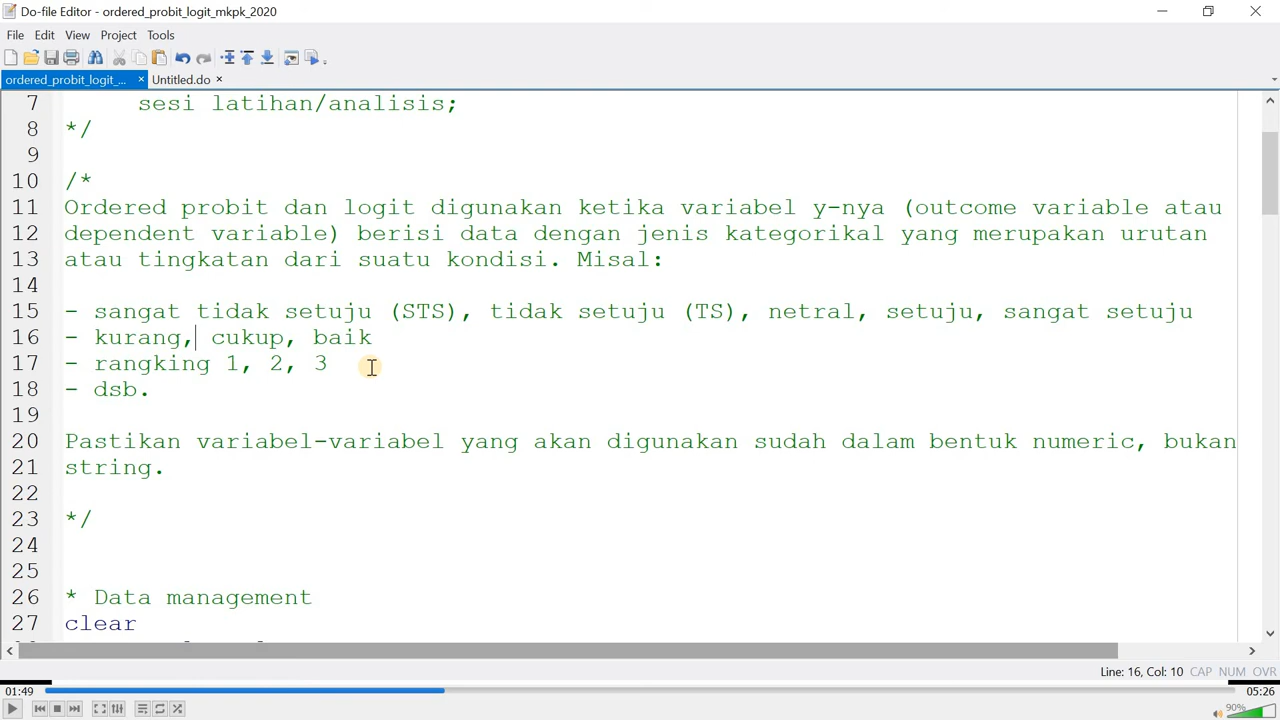 Do-file Editor - ordered_probit_logit_mkpk_2020
File Edit View Project Tools
ordered_probit_logit_... × Untitled.do ×
7 sesi latihan/analisis;
8 */
9
10 /*
11 Ordered probit dan logit digunakan ketika variabel y-nya (outcome variable atau
12 dependent variable) berisi data dengan jenis kategorikal yang merupakan urutan
13 atau tingkatan dari suatu kondisi. Misal:
14
15 - sangat tidak setuju (STS), tidak setuju (TS), netral, setuju, sangat setuju
16 - kurang, cukup, baik
17 - rangking 1, 2, 3
18 - dsb.
19
20 Pastikan variabel-variabel yang akan digunakan sudah dalam bentuk numeric, bukan
21 string.
22
23 */
24
25
26 * Data management
27 clear
Line: 16, Col: 10 CAP NUM OVR
01:49 05:26
90%